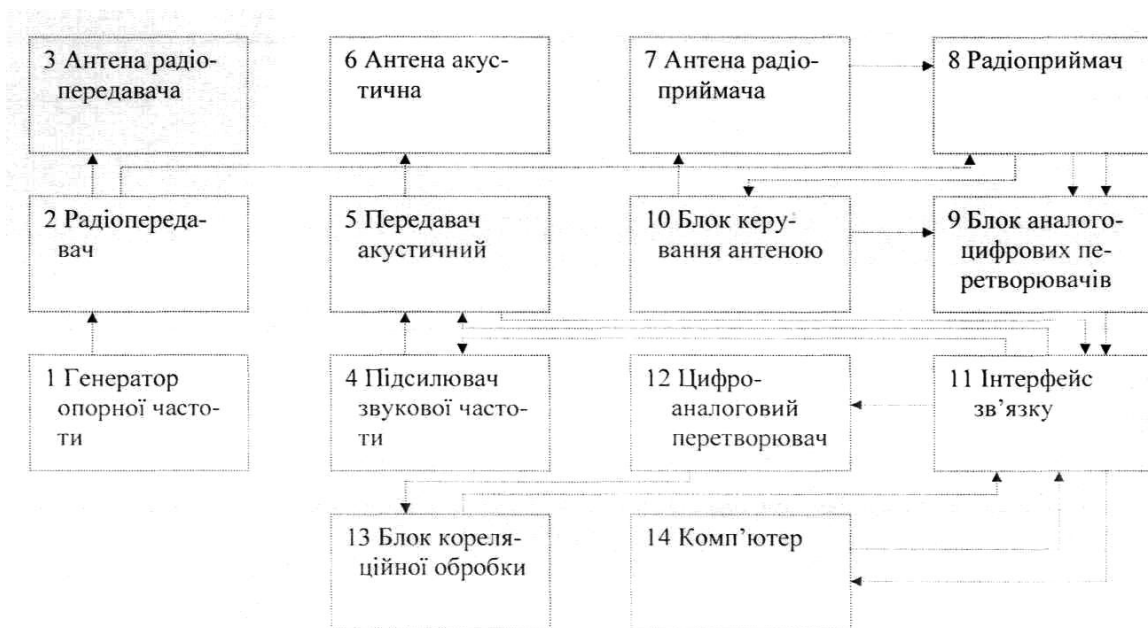 3 Антена радіо-
передавача
6 Антена акус-
тична
7 Антена радіо-
приймача
8 Радіоприймач
2 Радіопереда-
вач
5 Передавач
акустичний
10 Блок керу-
вання антеною
9 Блок аналого-
цифрових пе-
ретворювачів
1 Генератор
опорної часто-
ти
4 Підсилювач
звукової часто-
ти
12 Цифро-
аналоговий
перетворювач
11 Інтерфейс
зв’язку
13 Блок кореля-
ційної обробки
14 Комп’ютер